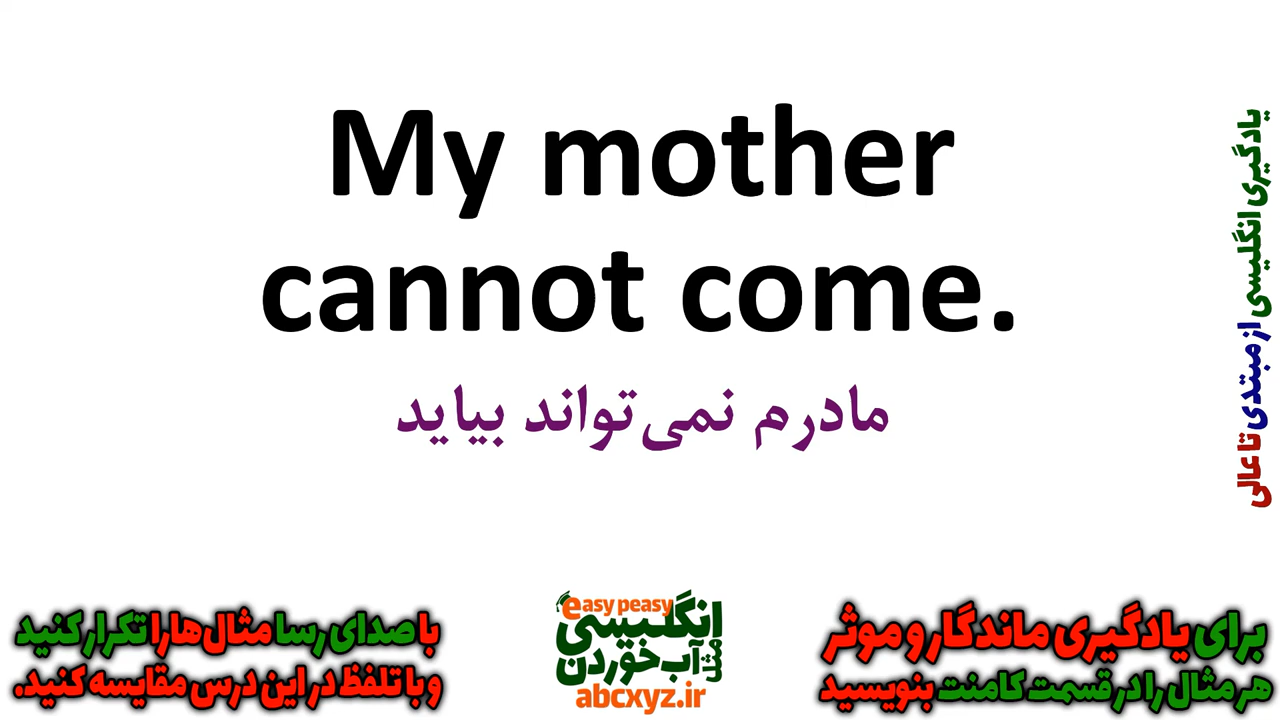 My mother
cannot come.
مادرم نمی‌تواند بیاید
یادگیری انگلیسی از مبتدی تا عالی
با صدای رسا مثال‌ها را تکرار کنید
و با تلفظ در این درس مقایسه کنید.
easy peasy
انگلیسی
مثل
آب خوردن
abcxyz.ir
برای یادگیری ماندگار و موثر
هر مثال را در قسمت کامنت بنویسید